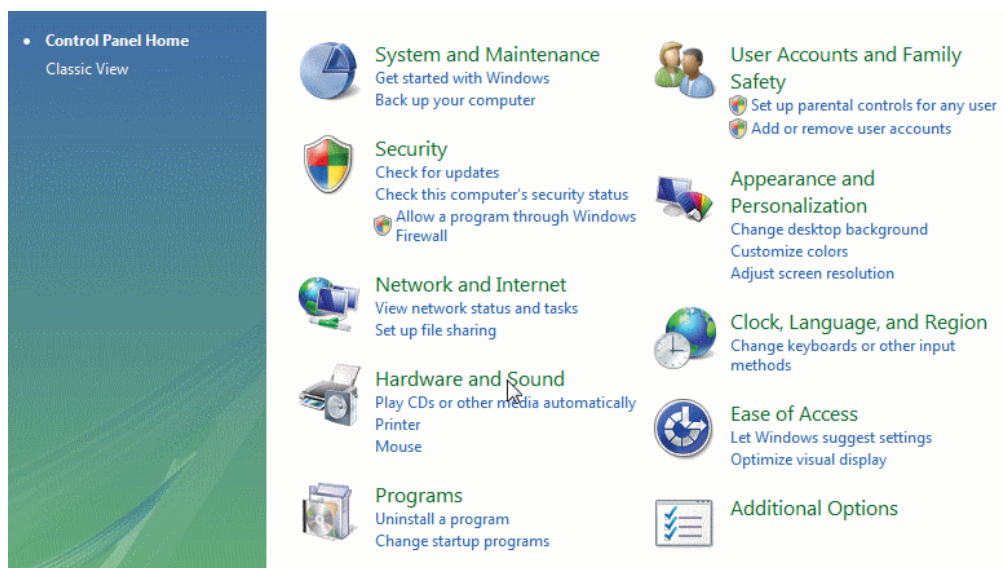 Control Panel Home
Classic View
System and Maintenance
Get started with Windows
Back up your computer
Security
Check for updates
Check this computer's security status
Allow a program through Windows
Firewall
Network and Internet
View network status and tasks
Set up file sharing
Hardware and Sound
Play CDs or other media automatically
Printer
Mouse
Programs
Uninstall a program
Change startup programs
User Accounts and Family
Safety
Set up parental controls for any user
Add or remove user accounts
Appearance and
Personalization
Change desktop background
Customize colors
Adjust screen resolution
Clock, Language, and Region
Change keyboards or other input
methods
Ease of Access
Let Windows suggest settings
Optimize visual display
Additional Options